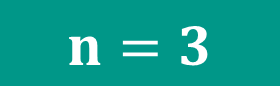 n = 3